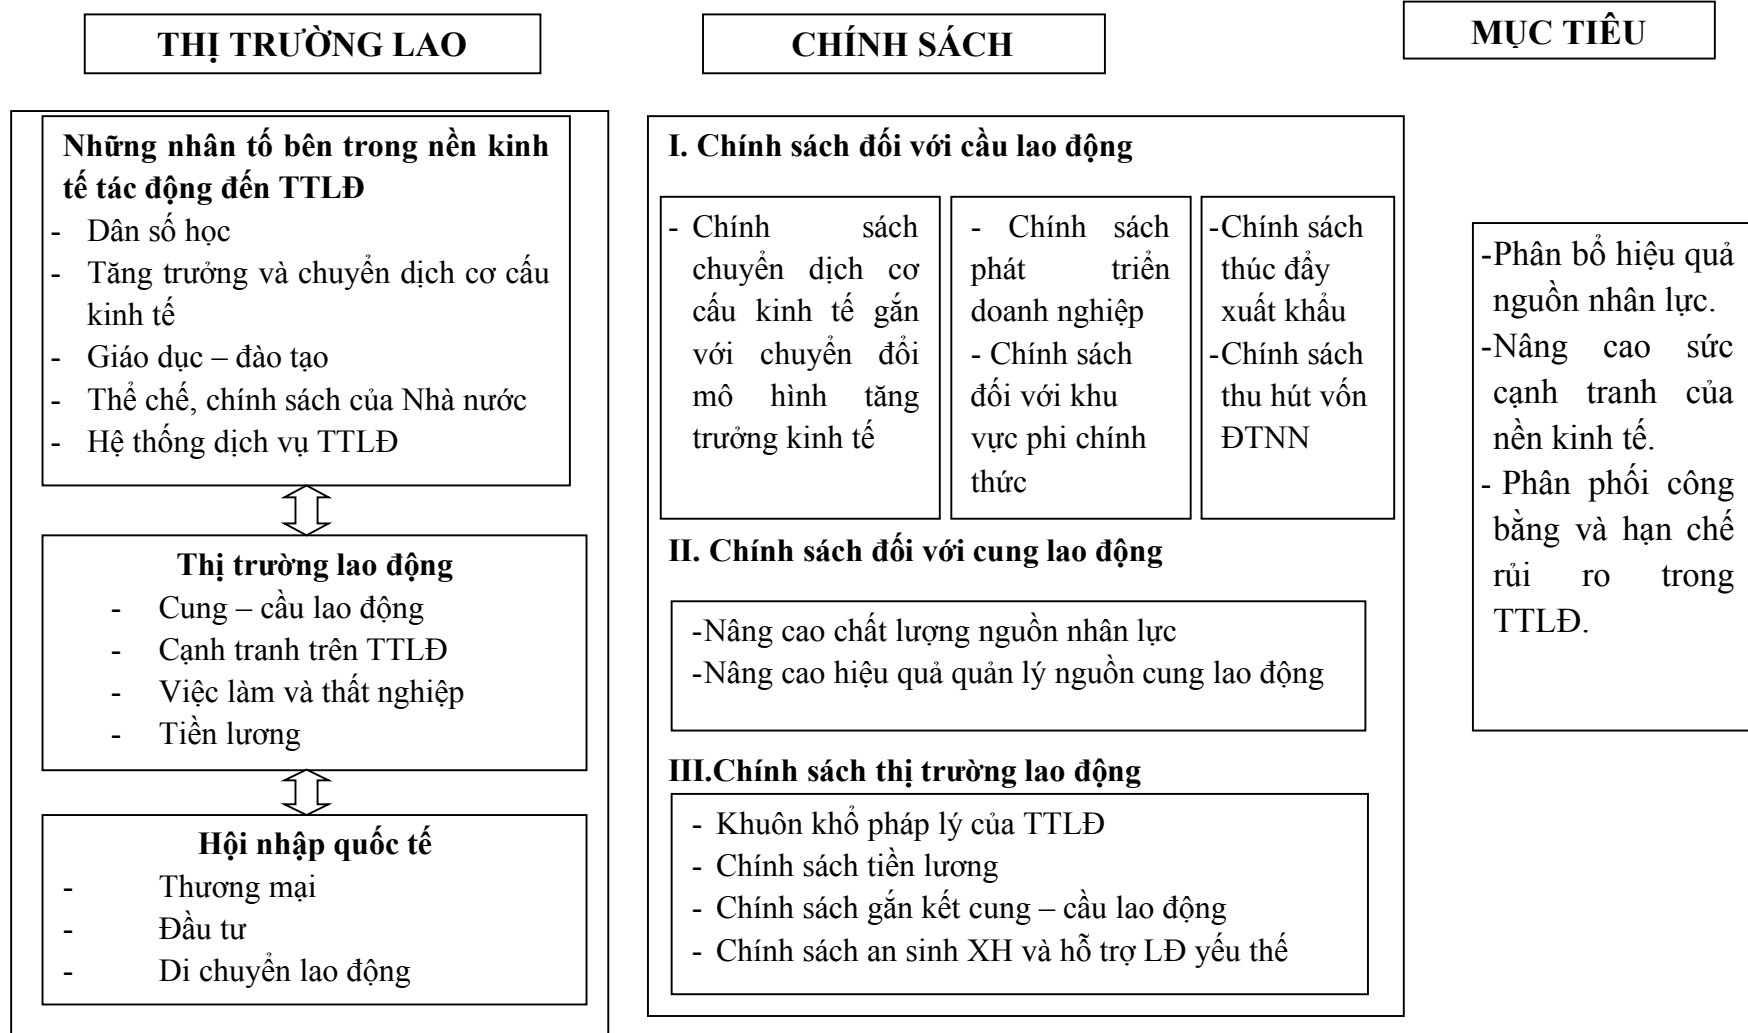 THỊ TRƯỜNG LAO
CHÍNH SÁCH
MỤC TIÊU
Những nhân tố bên trong nền kinh
tế tác động đến TTLĐ
- Dân số học
- Tăng trưởng và chuyển dịch cơ cấu
kinh tế
- Giáo dục – đào tạo
- Thể chế, chính sách của Nhà nước
- Hệ thống dịch vụ TTLĐ
Thị trường lao động
- Cung – cầu lao động
- Cạnh tranh trên TTLĐ
- Việc làm và thất nghiệp
- Tiền lương
Hội nhập quốc tế
- Thương mại
- Đầu tư
- Di chuyển lao động
I. Chính sách đối với cầu lao động
- Chính sách
chuyển dịch cơ
cấu kinh tế gắn
với chuyển đổi
mô hình tăng
trưởng kinh tế
- Chính sách
phát triển
doanh nghiệp
- Chính sách
đối với khu
vực phi chính
thức
-Chính sách
thúc đẩy
xuất khẩu
-Chính sách
thu hút vốn
ĐTNN
II. Chính sách đối với cung lao động
-Nâng cao chất lượng nguồn nhân lực
-Nâng cao hiệu quả quản lý nguồn cung lao động
III.Chính sách thị trường lao động
- Khuôn khổ pháp lý của TTLĐ
- Chính sách tiền lương
- Chính sách gắn kết cung – cầu lao động
- Chính sách an sinh XH và hỗ trợ LĐ yếu thế
-Phân bổ hiệu quả
nguồn nhân lực.
-Nâng cao sức
cạnh tranh của
nền kinh tế.
- Phân phối công
bằng và hạn chế
rủi ro trong
TTLĐ.